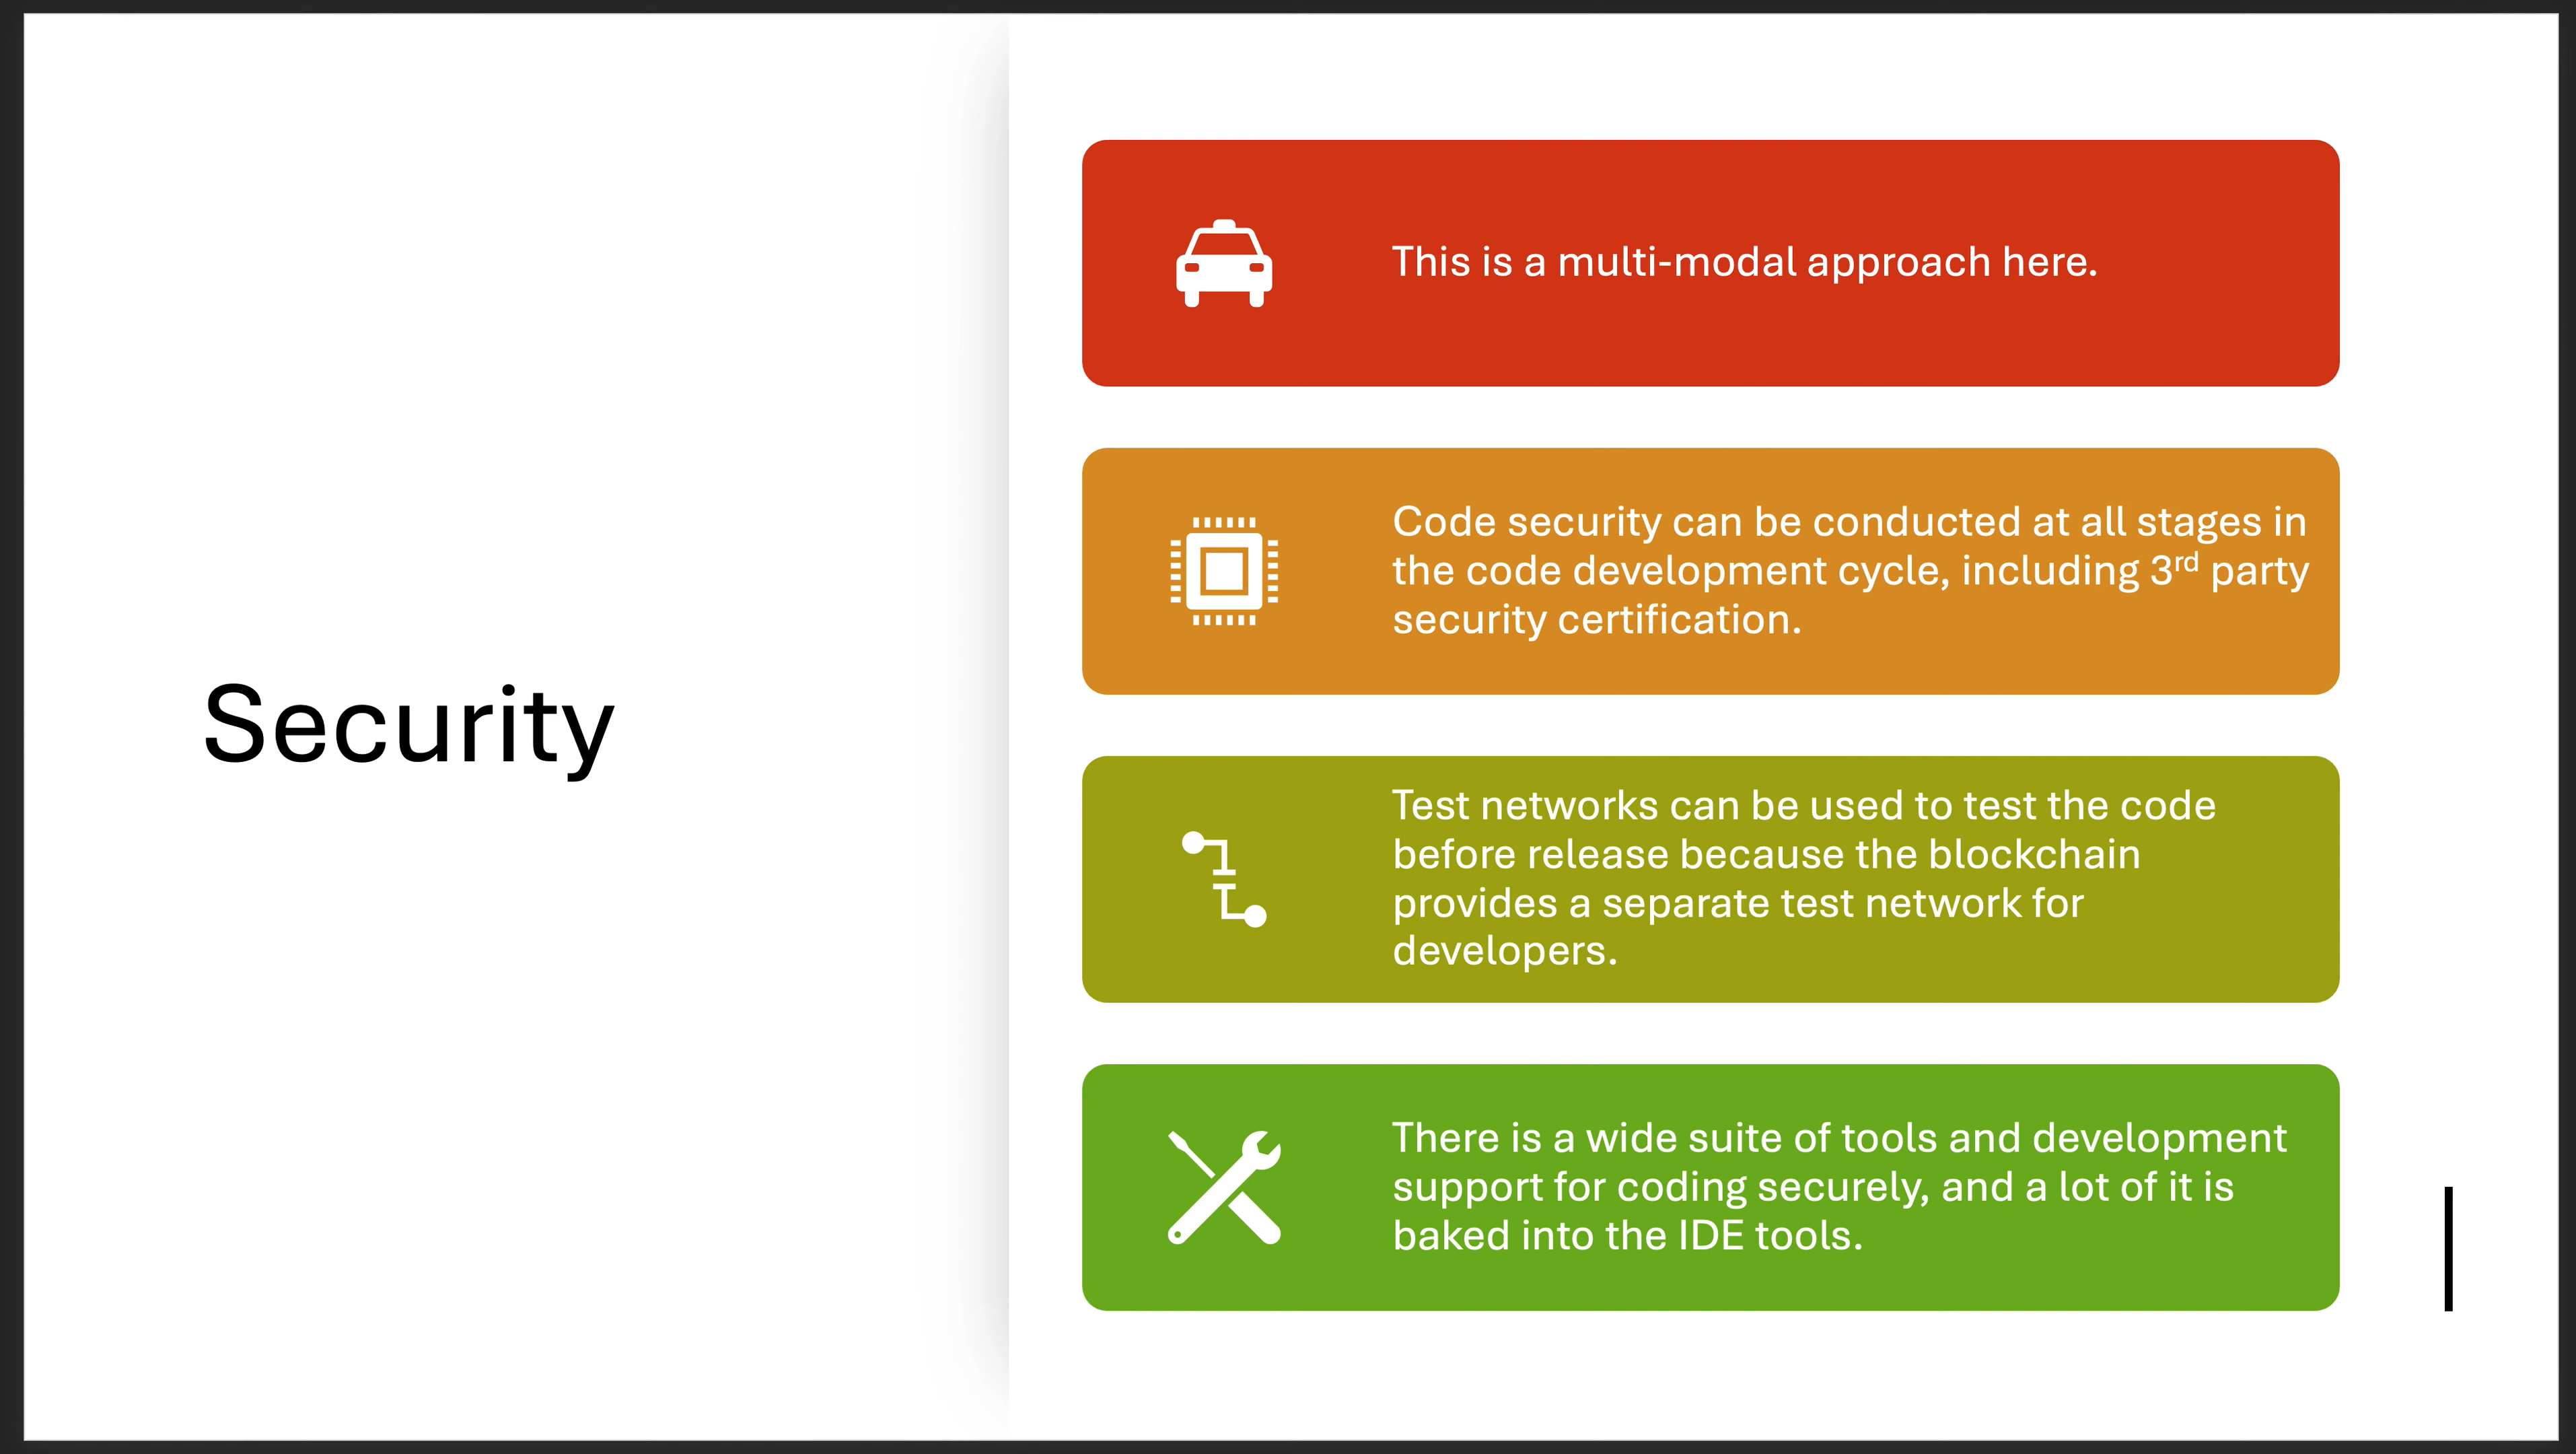 Security
This is a multi-modal approach here.
Code security can be conducted at all stages in
the code development cycle, including 3rd party
security certification.
Test networks can be used to test the code
before release because the blockchain
provides a separate test network for
developers.
There is a wide suite of tools and development
support for coding securely, and a lot of it is
baked into the IDE tools.